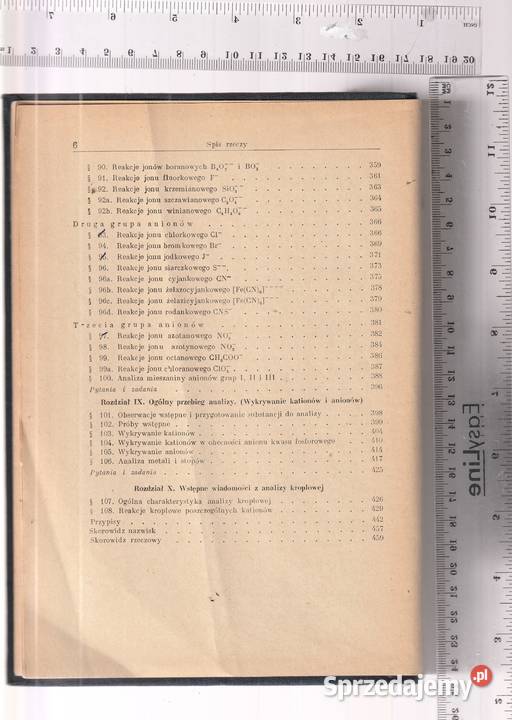 6 Spis rzeczy
§ 90. Reakcje jonów boranowych B₄O₇⁻⁻ i BO₂⁻ 359
§ 91. Reakcje jonu fluorkowego F⁻ 361
§ 92. Reakcje jonu krzemianowego SiO₃⁻⁻ 363
§ 92a. Reakcje jonu szczawianowego C₂O₄⁻⁻ 364
§ 92b. Reakcje jonu winianowego C₄H₄O₆⁻⁻ 365
Druga grupa anionów 366
§ 93. Reakcje jonu chlorkowego Cl⁻ 366
§ 94. Reakcje jonu bromkowego Br⁻ 369
§ 95. Reakcje jonu jodkowego J⁻ 371
§ 96. Reakcje jonu siarczkowego S⁻⁻ 373
§ 96a. Reakcje jonu cyjankowego CN⁻ 375
§ 96b. Reakcje jonu żelazocyjankowego [Fe(CN)₆]⁻⁻⁻⁻ 378
§ 96c. Reakcje jonu żelazicyjankowego [Fe(CN)₆]⁻⁻⁻ 379
§ 96d. Reakcje jonu rodankowego CNS⁻ 380
Trzecia grupa anionów 381
§ 97. Reakcje jonu azotanowego NO₃⁻ 382
§ 98. Reakcje jonu azotynowego NO₂⁻ 384
§ 99. Reakcje jonu octanowego CH₃COO⁻ 386
§ 99a. Reakcje jonu chloranowego ClO₃⁻ 387
§ 100. Analiza mieszaniny anionów grup I, II i III 388
Pytania i zadania 396
Rozdział IX. Ogólny przebieg analizy. (Wykrywanie kationów i anionów)
§ 101. Obserwacje wstępne i przygotowanie substancji do analizy 398
§ 102. Próby wstępne 399
§ 103. Wykrywanie kationów 404
§ 104. Wykrywanie kationów w obecności anionu kwasu fosforowego 410
§ 105. Wykrywanie anionów 414
§ 106. Analiza metali i stopów 417
Pytania i zadania 425
Rozdział X. Wstępne wiadomości z analizy kroplowej
§ 107. Ogólna charakterystyka analizy kroplowej 426
§ 108. Reakcje kroplowe poszczególnych kationów 429
Przypisy 442
Skorowidz nazwisk 457
Skorowidz rzeczowy 459
EasyLine
Sprzedajemy.pl